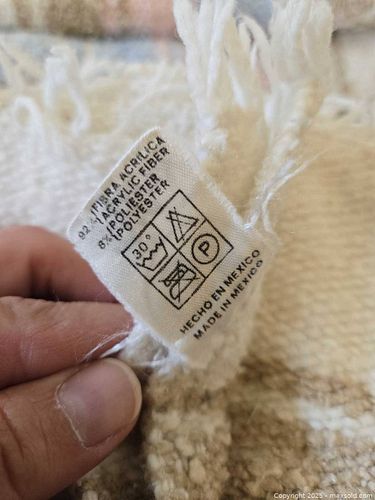 92 % FIBRA ACRILICA
ACRYLIC FIBER
8% POLIESTER
POLYESTER
30°
P
HECHO EN MEXICO
MADE IN MEXICO
Copyright 2025 - maxsold.com